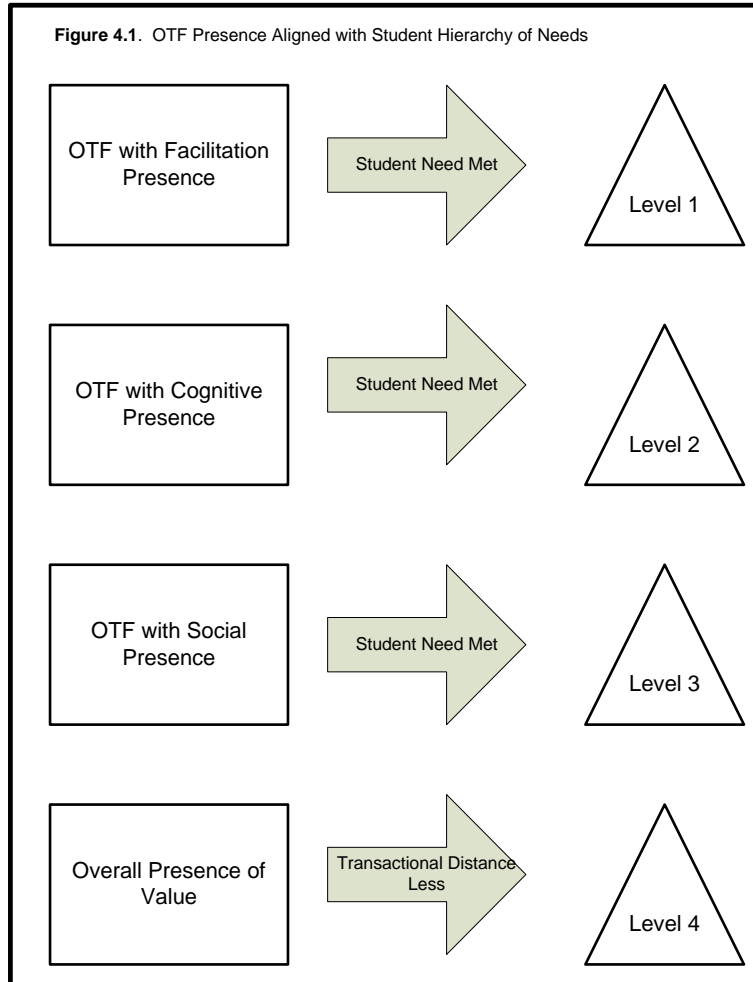 Figure 4.1. OTF Presence Aligned with Student Hierarchy of Needs
OTF with Facilitation
Presence
Student Need Met
Level 1
OTF with Cognitive
Presence
Student Need Met
Level 2
OTF with Social
Presence
Student Need Met
Level 3
Overall Presence of
Value
Transactional Distance
Less
Level 4